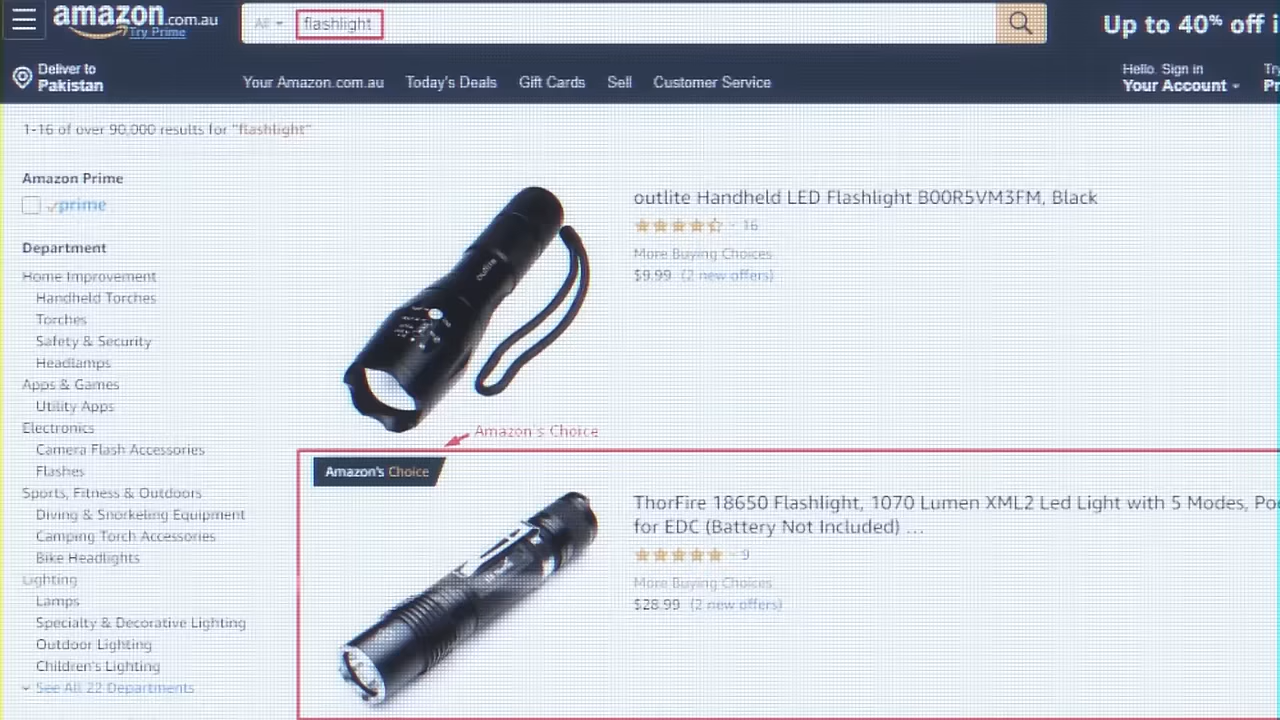 amazon.com.au
Try Prime
All
flashlight
Up to 40% off i
Deliver to
Pakistan
Your Amazon.com.au
Today's Deals
Gift Cards
Sell
Customer Service
Hello. Sign in
Your Account
Try
Pr
1-16 of over 90,000 results for "flashlight"
Amazon Prime
prime
Department
Home Improvement
Handheld Torches
Torches
Safety & Security
Headlamps
Apps & Games
Utility Apps
Electronics
Camera Flash Accessories
Flashes
Sports, Fitness & Outdoors
Diving & Snorkeling Equipment
Camping Torch Accessories
Bike Headlights
Lighting
Lamps
Specialty & Decorative Lighting
Outdoor Lighting
Children's Lighting
See All 22 Departments
outlite
outlite Handheld LED Flashlight B00R5VM3FM, Black
16
More Buying Choices
$9.99 (2 new offers)
Amazon's Choice
Amazon's Choice
ThorFire 18650 Flashlight, 1070 Lumen XML2 Led Light with 5 Modes, Poc
for EDC (Battery Not Included) ...
9
More Buying Choices
$28.99 (2 new offers)